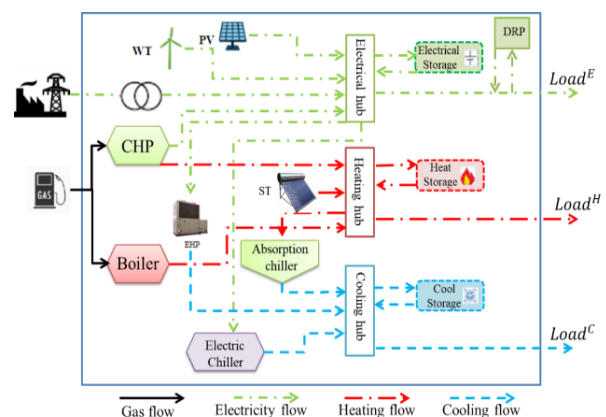 WT
PV
Electrical hub
Electrical
Storage
DRP
Load^E
GAS
CHP
ST
Heating hub
Heat
Storage
Load^H
EHP
Boiler
Absorption
chiller
Cooling hub
Cool
Storage
Electric
Chiller
Load^C
Gas flow
Electricity flow
Heating flow
Cooling flow